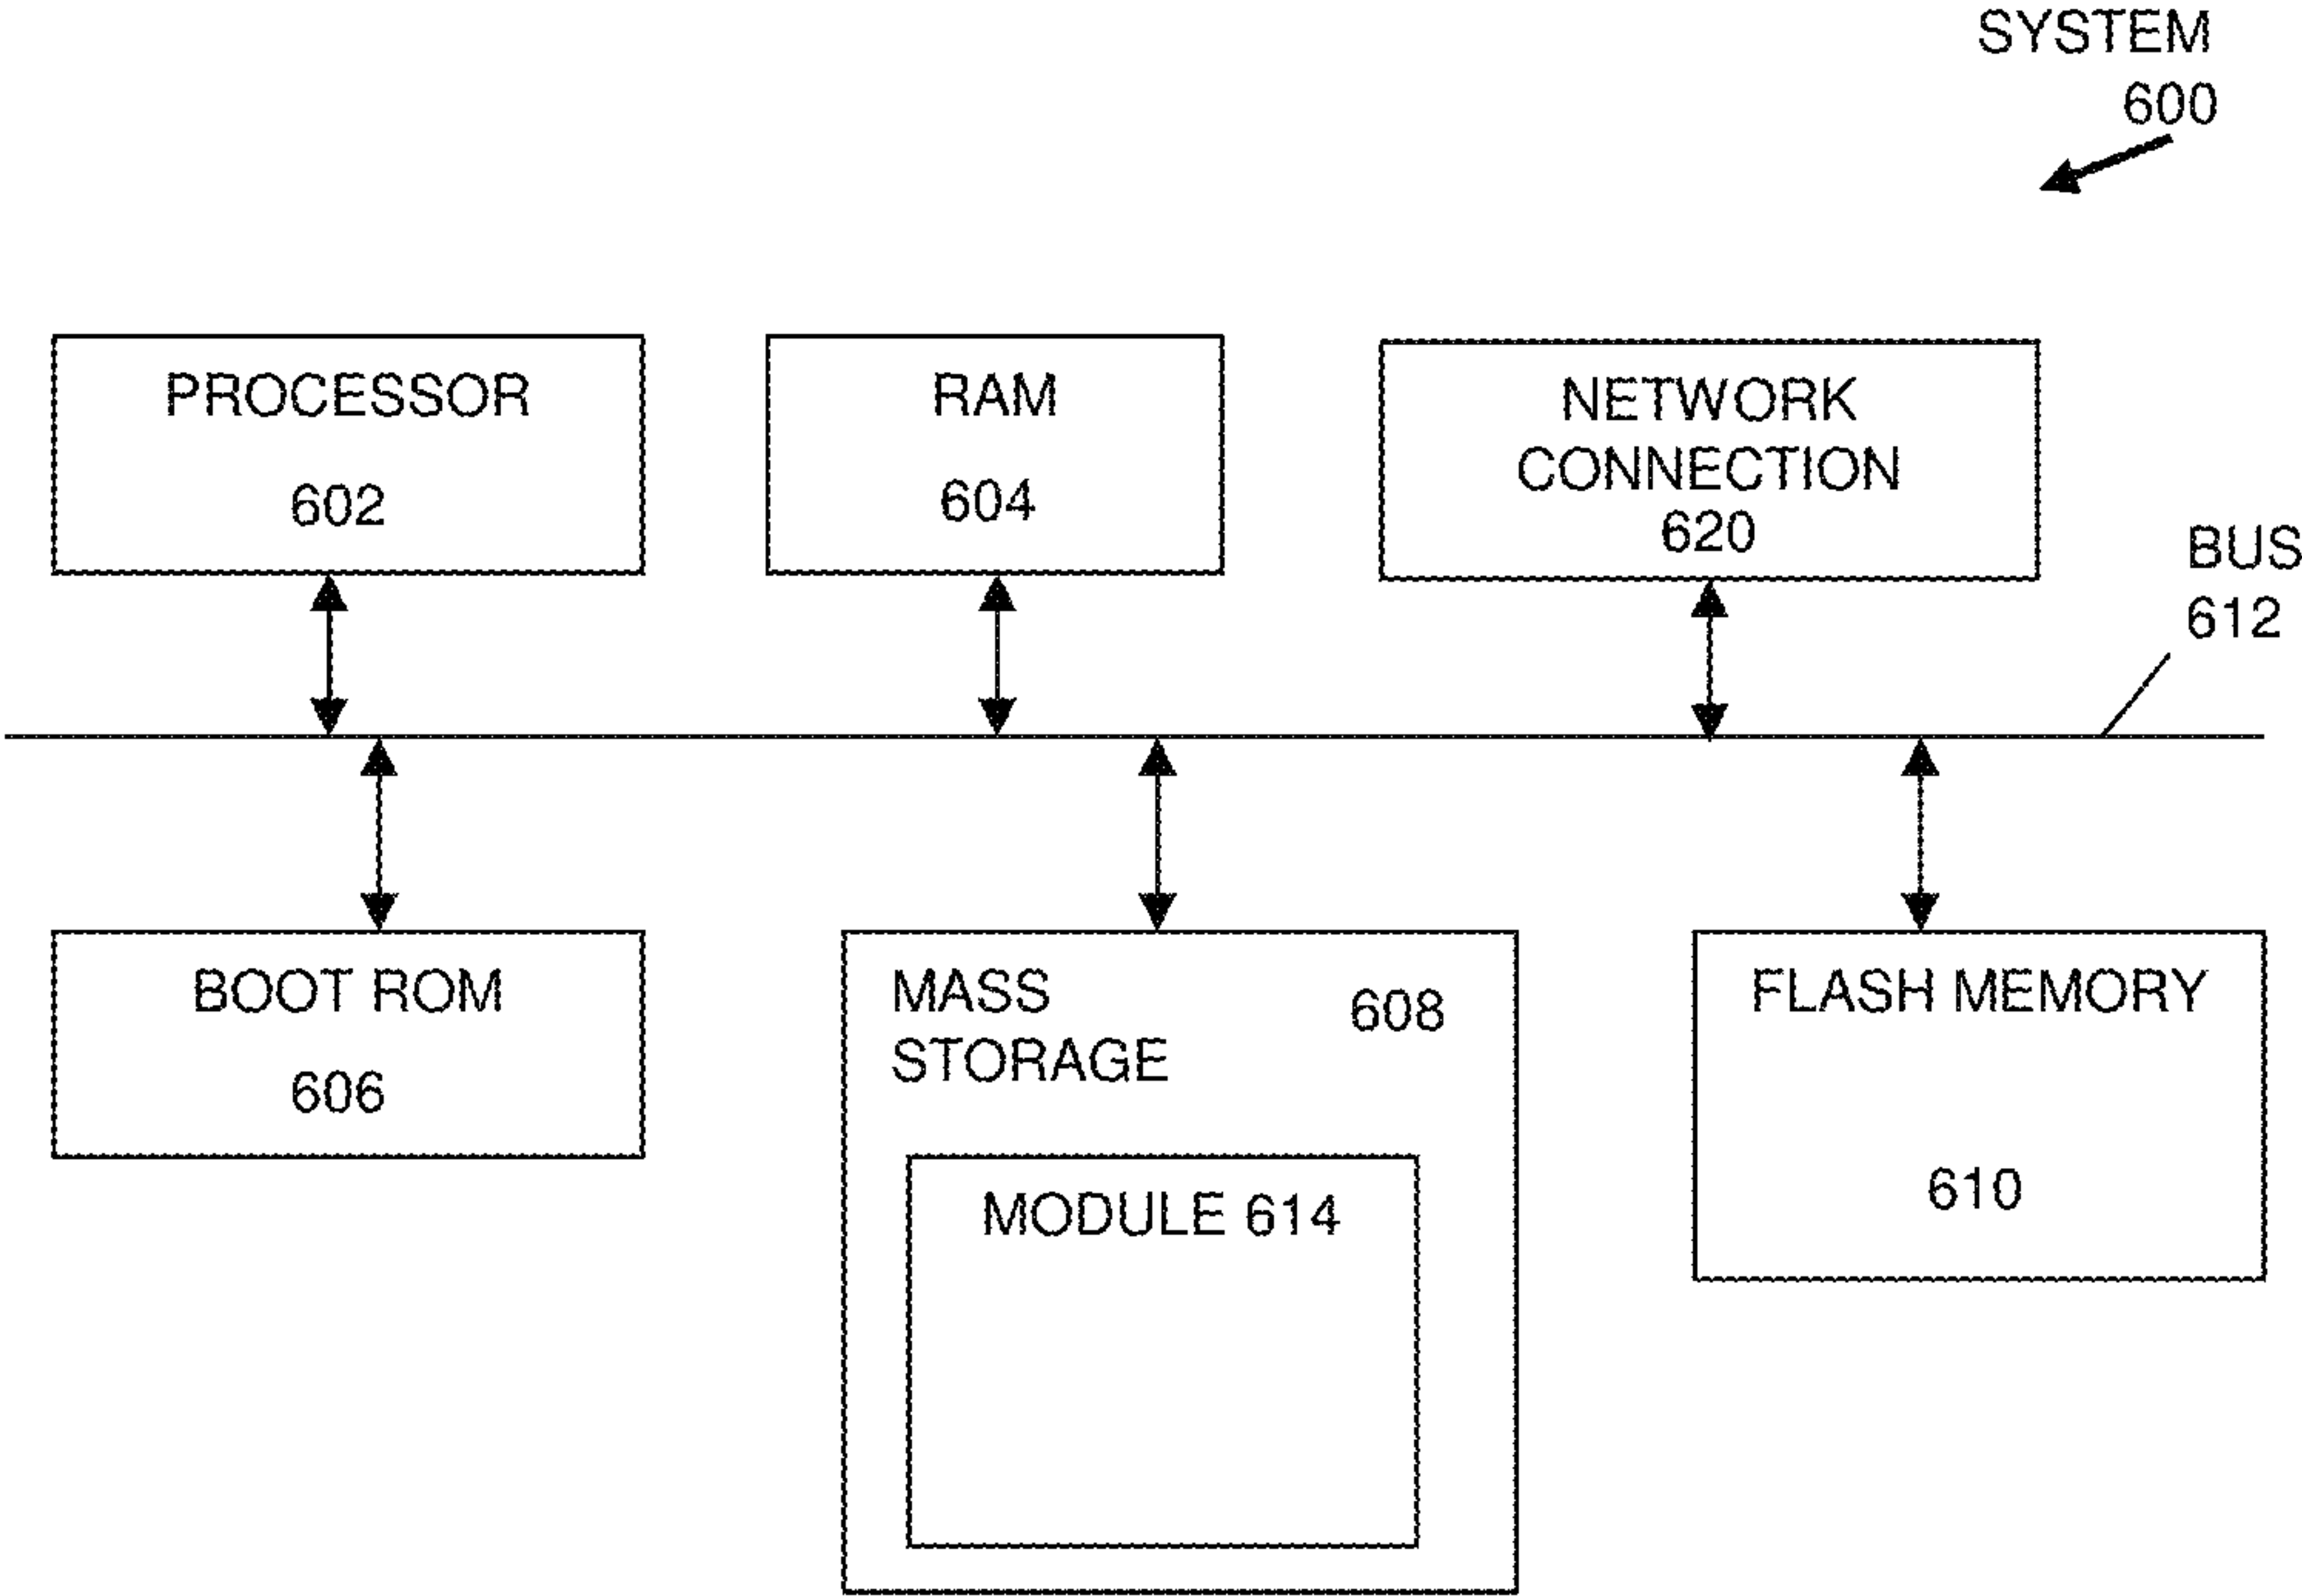 SYSTEM
600
PROCESSOR
602
RAM
604
NETWORK
CONNECTION
620
BUS
612
BOOT ROM
606
MASS
STORAGE
608
MODULE 614
FLASH MEMORY
610